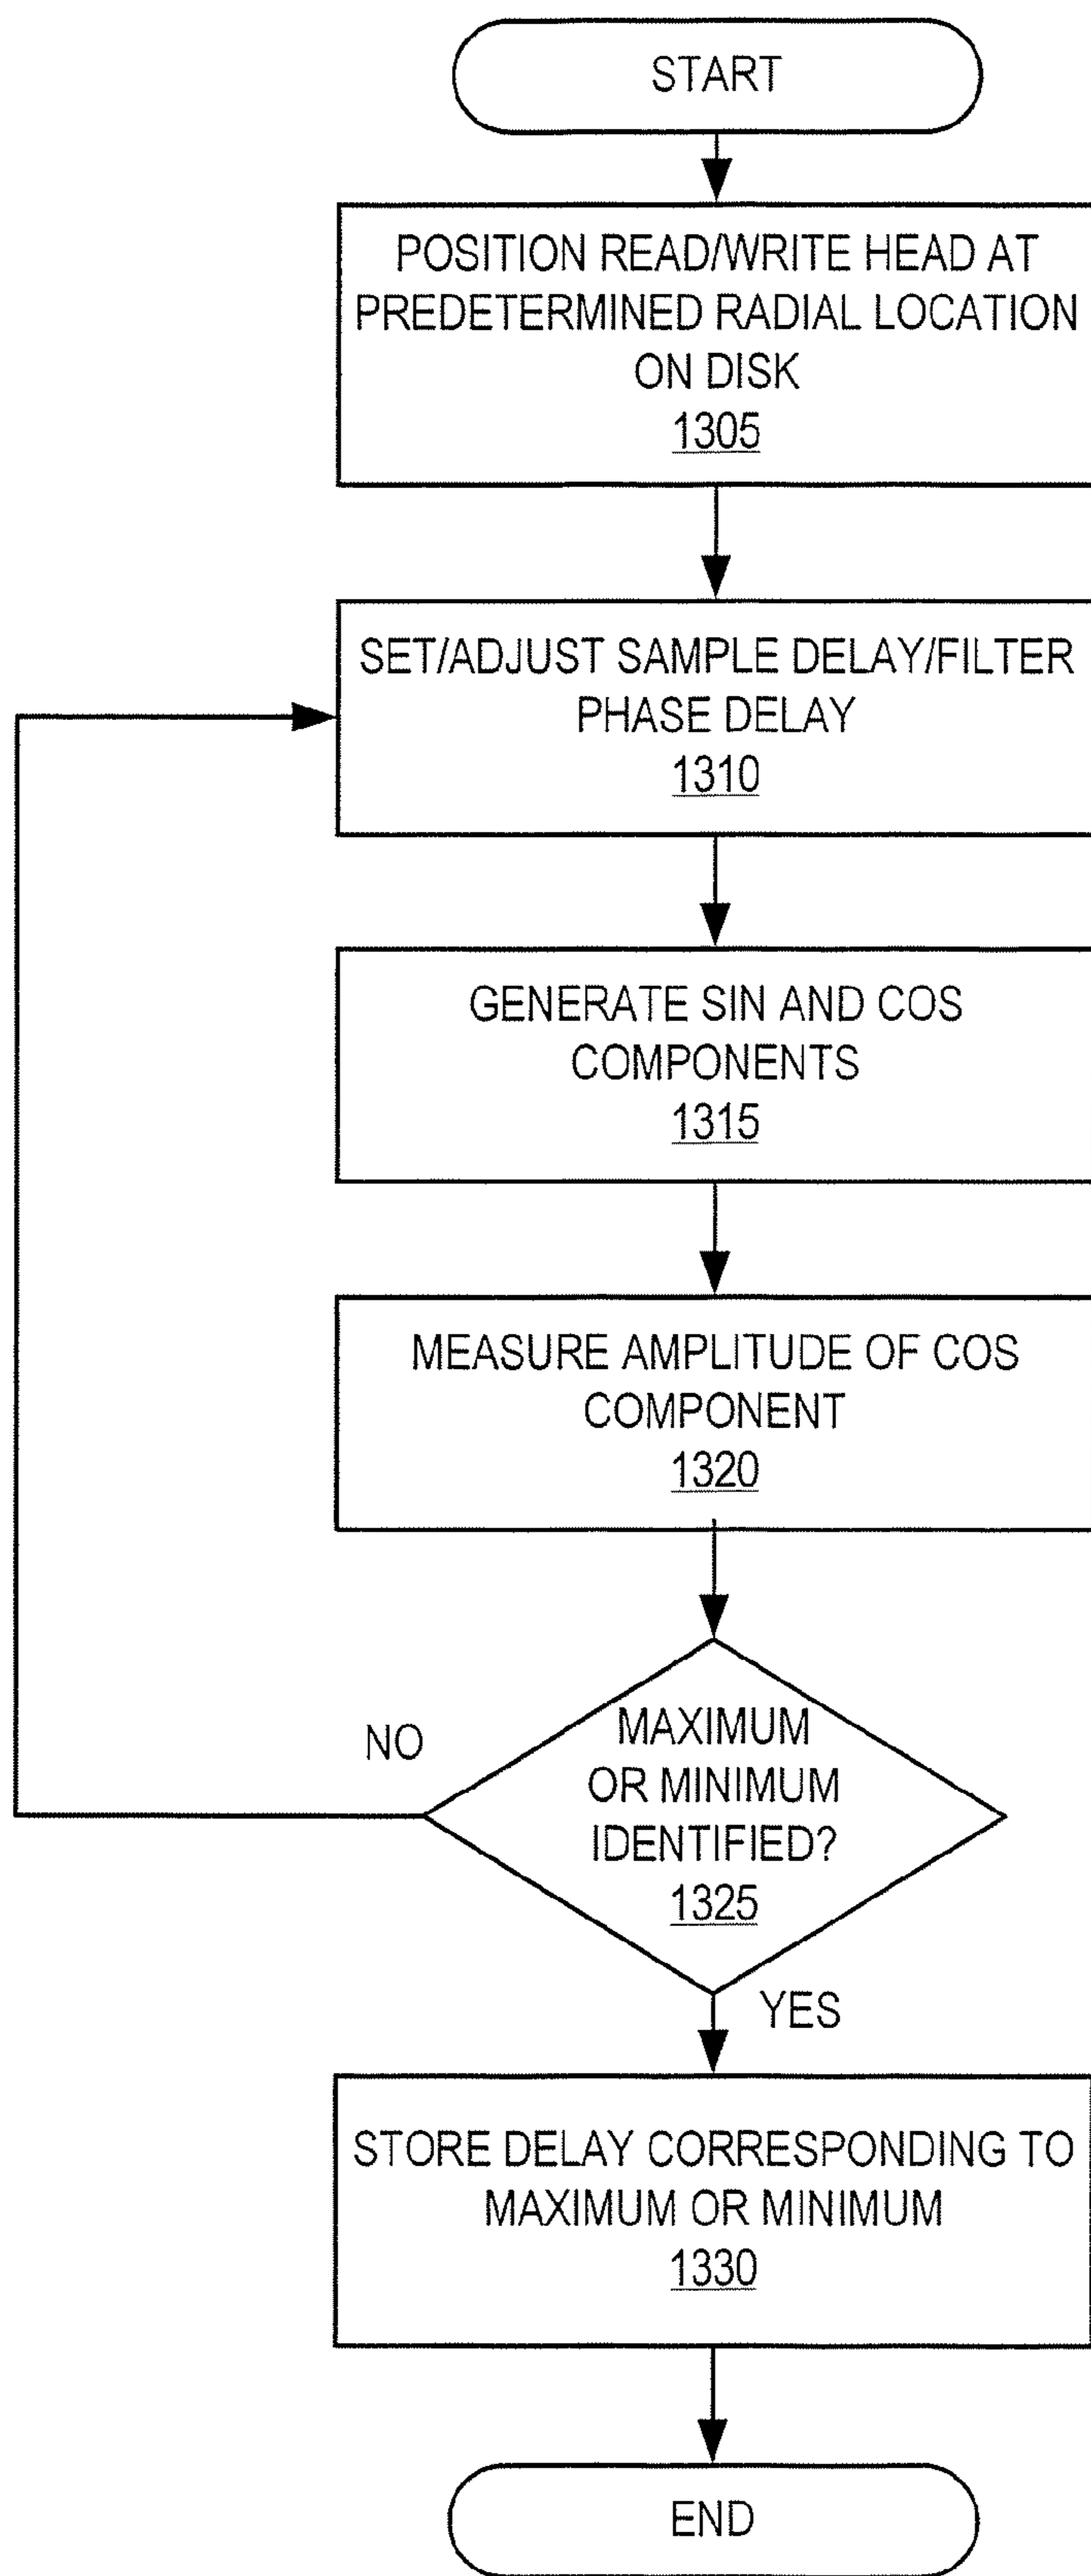 START
POSITION READ/WRITE HEAD AT
PREDETERMINED RADIAL LOCATION
ON DISK
1305
SET/ADJUST SAMPLE DELAY/FILTER
PHASE DELAY
1310
GENERATE SIN AND COS
COMPONENTS
1315
MEASURE AMPLITUDE OF COS
COMPONENT
1320
NO
MAXIMUM
OR MINIMUM
IDENTIFIED?
1325
YES
STORE DELAY CORRESPONDING TO
MAXIMUM OR MINIMUM
1330
END